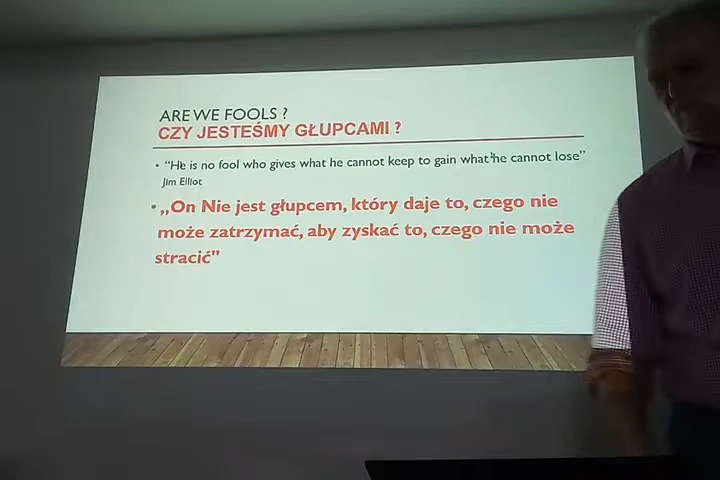 ARE WE FOOLS ?
CZY JESTEŚMY GŁUPCAMI ?
• "He is no fool who gives what he cannot keep to gain what he cannot lose"
Jim Elliot
• „On Nie jest głupcem, który daje to, czego nie
może zatrzymać, aby zyskać to, czego nie może
stracić"